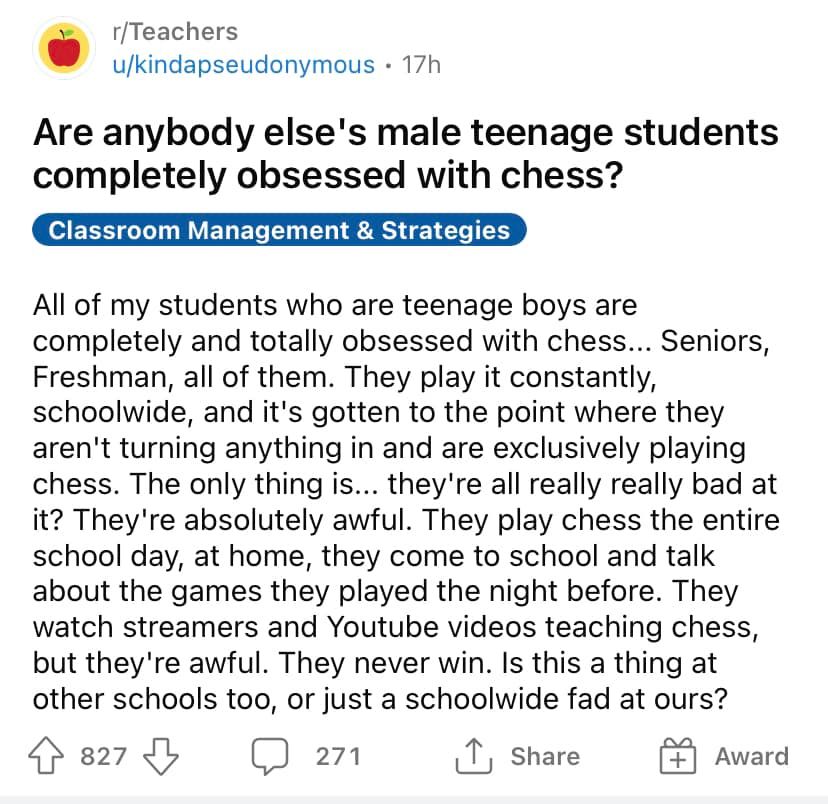 r/Teachers
u/kindapseudonymous • 17h
Are anybody else's male teenage students
completely obsessed with chess?
Classroom Management & Strategies
All of my students who are teenage boys are
completely and totally obsessed with chess... Seniors,
Freshman, all of them. They play it constantly,
schoolwide, and it's gotten to the point where they
aren't turning anything in and are exclusively playing
chess. The only thing is... they're all really really bad at
it? They're absolutely awful. They play chess the entire
school day, at home, they come to school and talk
about the games they played the night before. They
watch streamers and Youtube videos teaching chess,
but they're awful. They never win. Is this a thing at
other schools too, or just a schoolwide fad at ours?
827 271 Share Award